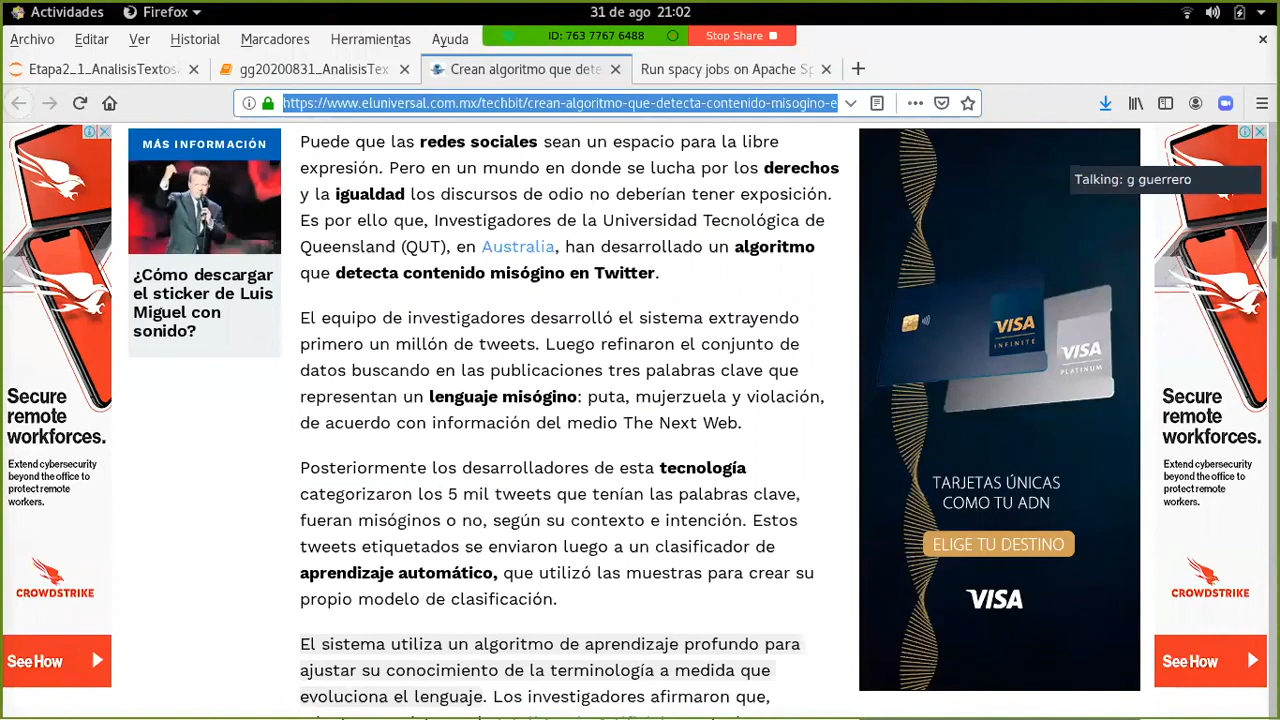 Actividades Firefox 31 de ago 21:02
Archivo Editar Ver Historial Marcadores Herramientas Ayuda ID: 763 7767 6488 Stop Share
Etapa2_1_AnalisisTextos gg20200831_AnalisisTex Crean algoritmo que dete Run spacy jobs on Apache Sp
https://www.eluniversal.com.mx/techbit/crean-algoritmo-que-detecta-contenido-misogino-e
MÁS INFORMACIÓN
¿Cómo descargar
el sticker de Luis
Miguel con
sonido?
Puede que las redes sociales sean un espacio para la libre
expresión. Pero en un mundo en donde se lucha por los derechos
y la igualdad los discursos de odio no deberían tener exposición.
Es por ello que, Investigadores de la Universidad Tecnológica de
Queensland (QUT), en Australia, han desarrollado un algoritmo
que detecta contenido misógino en Twitter.
El equipo de investigadores desarrolló el sistema extrayendo
primero un millón de tweets. Luego refinaron el conjunto de
datos buscando en las publicaciones tres palabras clave que
representan un lenguaje misógino: puta, mujerzuela y violación,
de acuerdo con información del medio The Next Web.
Posteriormente los desarrolladores de esta tecnología
categorizaron los 5 mil tweets que tenían las palabras clave,
fueran misóginos o no, según su contexto e intención. Estos
tweets etiquetados se enviaron luego a un clasificador de
aprendizaje automático, que utilizó las muestras para crear su
propio modelo de clasificación.
El sistema utiliza un algoritmo de aprendizaje profundo para
ajustar su conocimiento de la terminología a medida que
evoluciona el lenguaje. Los investigadores afirmaron que,
Secure
remote
workforces.
Extend cybersecurity
beyond the office to
protect remote
workers.
CROWDSTRIKE
See How
Talking: g guerrero
VISA
INFINITE
VISA
PLATINUM
TARJETAS ÚNICAS
COMO TU ADN
ELIGE TU DESTINO
VISA
Secure
remote
workforces.
Extend cybersecurity
beyond the office to
protect remote
workers.
CROWDSTRIKE
See How